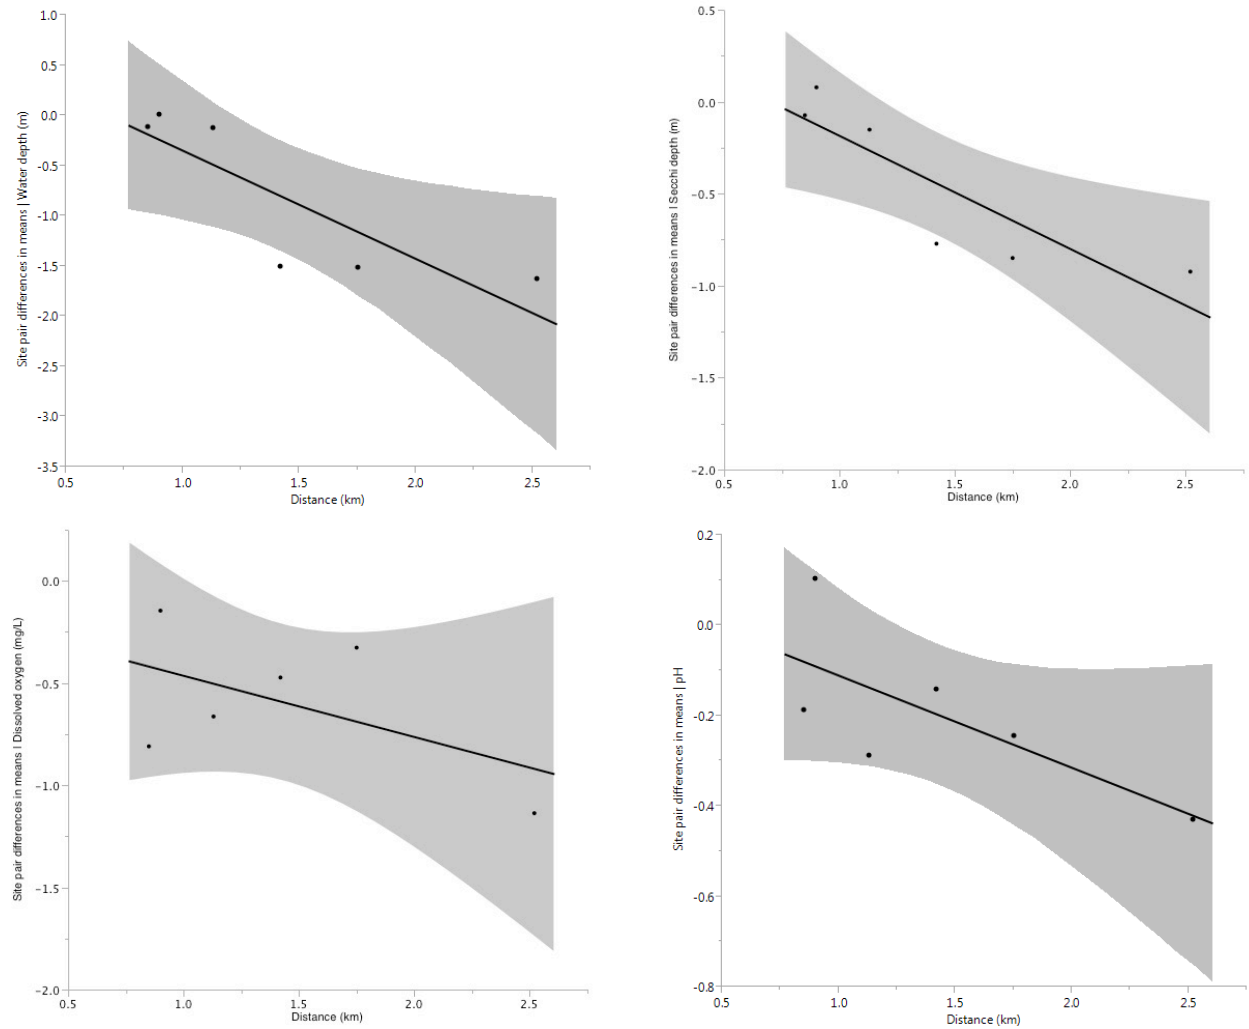 1.0
0.5
0.0
-0.5
-1.0
-1.5
-2.0
-2.5
-3.0
-3.5
Site pair differences in means | Water depth (m)
0.5 1.0 1.5 2.0 2.5
Distance (km)
0.5
0.0
−0.5
−1.0
−1.5
−2.0
Site pair differences in means | Secchi depth (m)
0.5 1.0 1.5 2.0 2.5
Distance (km)
0.0
−0.5
−1.0
−1.5
−2.0
Site pair differences in means | Dissolved oxygen (mg/L)
0.5 1.0 1.5 2.0 2.5
Distance (km)
0.2
0.0
-0.2
-0.4
-0.6
-0.8
Site pair differences in means | pH
0.5 1.0 1.5 2.0 2.5
Distance (km)